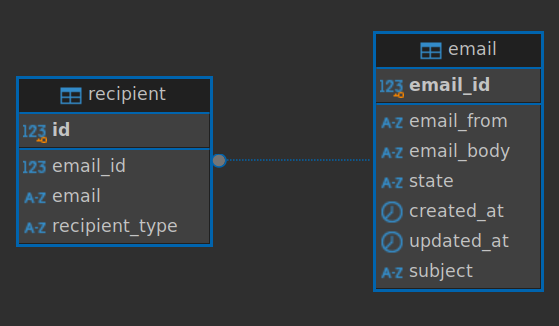 recipient
123 id
123 email_id
A-Z email
A-Z recipient_type
email
123 email_id
A-Z email_from
A-Z email_body
A-Z state
created_at
updated_at
A-Z subject